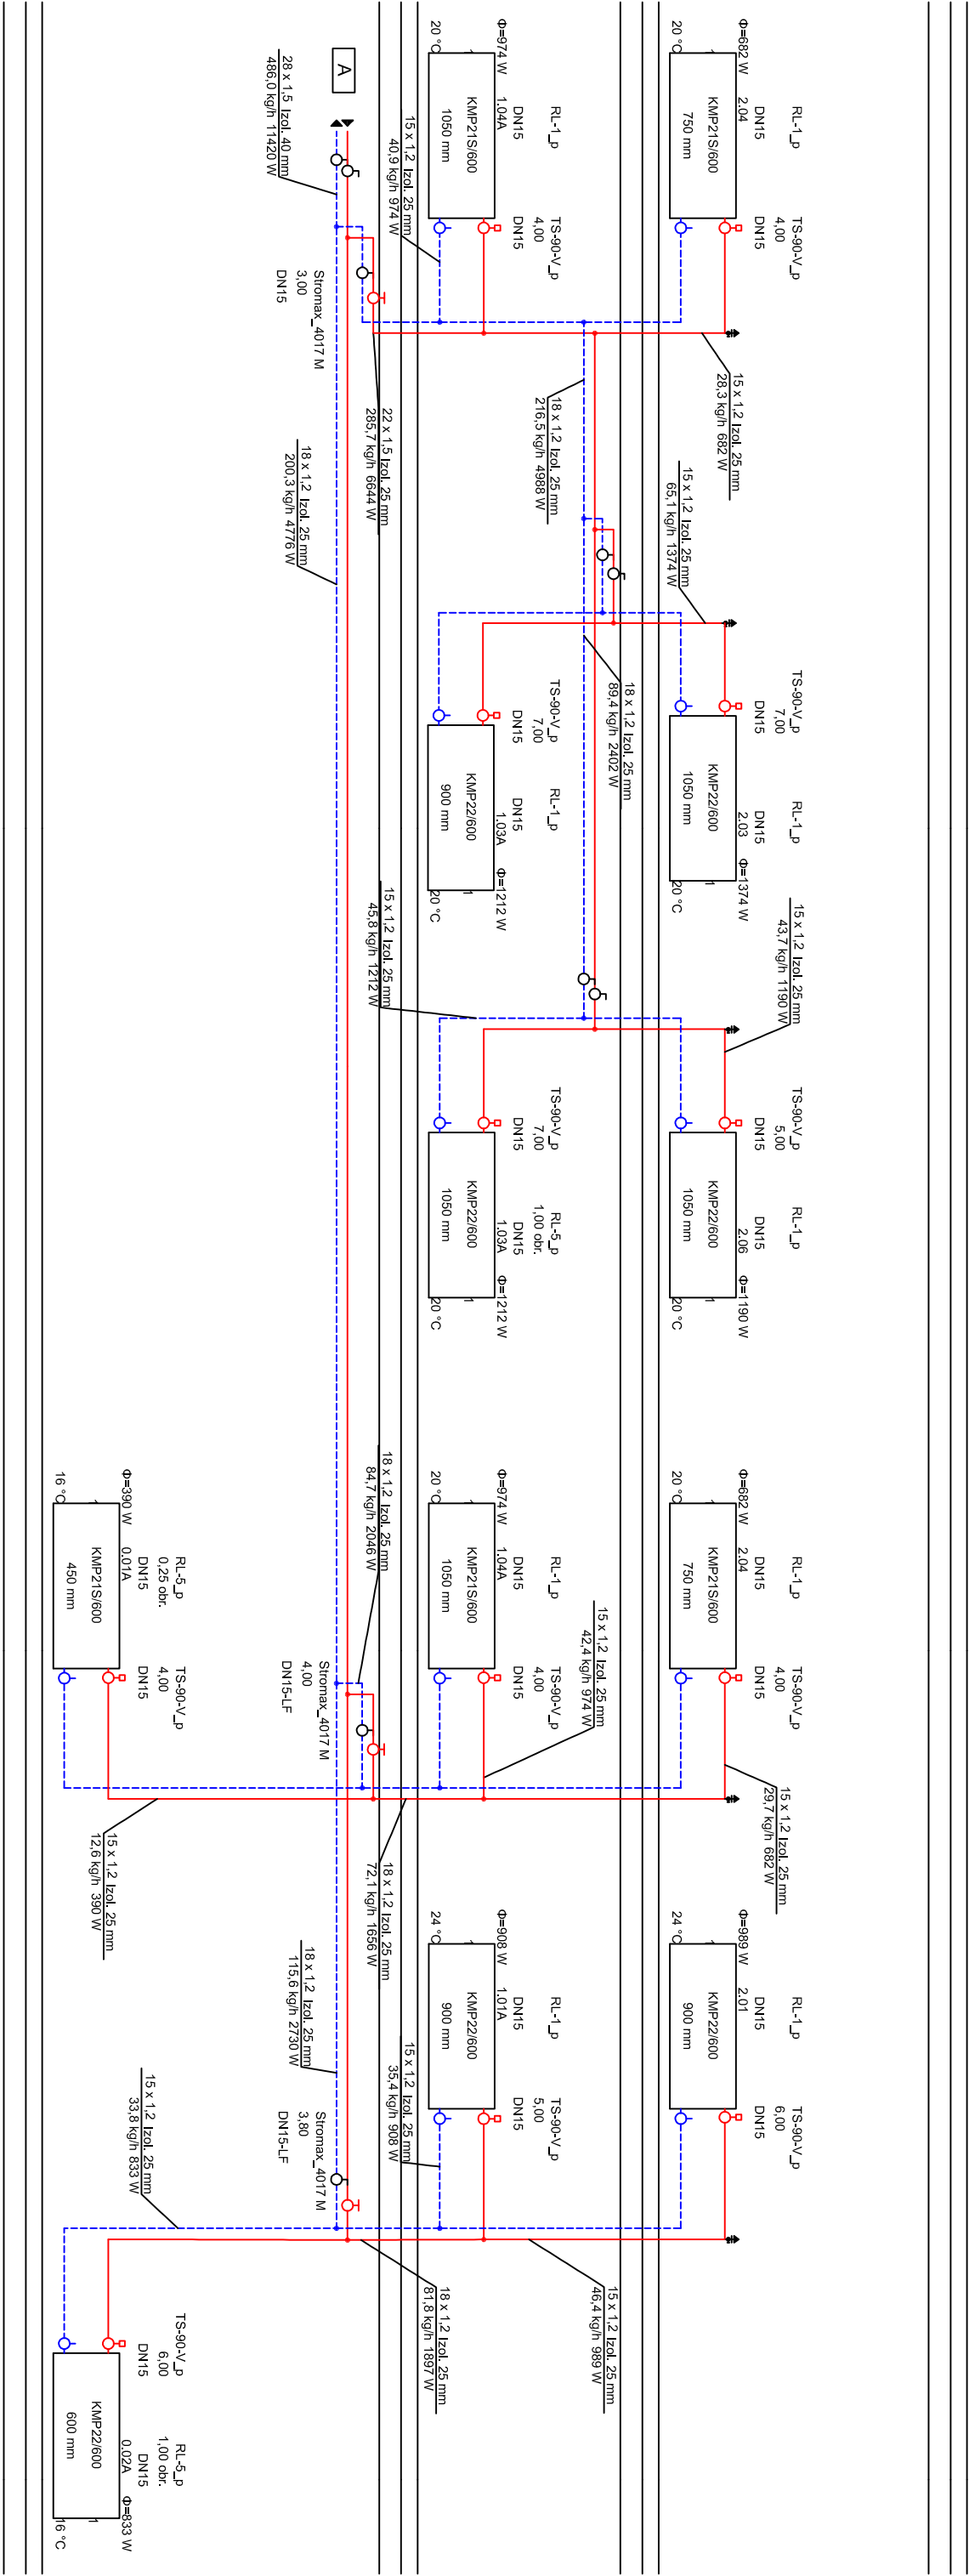 Φ=682 W
2.04
20 °C
1
KMP21S/600
750 mm
RL-1_p
DN15
TS-90-V_p
4,00
DN15
15 x 1,2 Izol. 25 mm
28,3 kg/h 682 W
15 x 1,2 Izol. 25 mm
65,1 kg/h 1374 W
TS-90-V_p
7,00
DN15
RL-1_p
DN15
2.03
Φ=1374 W
KMP22/600
1050 mm
1
20 °C
15 x 1,2 Izol. 25 mm
43,7 kg/h 1190 W
TS-90-V_p
5,00
DN15
RL-1_p
DN15
2.06
Φ=1190 W
KMP22/600
1050 mm
1
20 °C
Φ=682 W
2.04
20 °C
1
KMP21S/600
750 mm
RL-1_p
DN15
TS-90-V_p
4,00
DN15
15 x 1,2 Izol. 25 mm
29,7 kg/h 682 W
Φ=989 W
2.01
24 °C
1
KMP22/600
900 mm
RL-1_p
DN15
TS-90-V_p
6,00
DN15
15 x 1,2 Izol. 25 mm
46,4 kg/h 989 W
Φ=974 W
1.04A
20 °C
1
KMP21S/600
1050 mm
RL-1_p
DN15
TS-90-V_p
4,00
DN15
15 x 1,2 Izol. 25 mm
40,9 kg/h 974 W
18 x 1,2 Izol. 25 mm
216,5 kg/h 4988 W
18 x 1,2 Izol. 25 mm
89,4 kg/h 2402 W
TS-90-V_p
7,00
DN15
RL-1_p
DN15
1.03A
Φ=1212 W
KMP22/600
900 mm
1
20 °C
15 x 1,2 Izol. 25 mm
45,8 kg/h 1212 W
TS-90-V_p
7,00
DN15
RL-5_p
1,00 obr.
DN15
1.03A
Φ=1212 W
KMP22/600
1050 mm
1
20 °C
Φ=974 W
1.04A
20 °C
1
KMP21S/600
1050 mm
RL-1_p
DN15
TS-90-V_p
4,00
DN15
15 x 1,2 Izol. 25 mm
42,4 kg/h 974 W
Φ=908 W
1.01A
24 °C
1
KMP22/600
900 mm
RL-1_p
DN15
TS-90-V_p
5,00
DN15
15 x 1,2 Izol. 25 mm
35,4 kg/h 908 W
18 x 1,2 Izol. 25 mm
81,8 kg/h 1897 W
A
28 x 1,5 Izol. 40 mm
486,0 kg/h 11420 W
Stromax_4017 M
3,00
DN15
22 x 1,5 Izol. 25 mm
285,7 kg/h 6644 W
18 x 1,2 Izol. 25 mm
200,3 kg/h 4776 W
18 x 1,2 Izol. 25 mm
84,7 kg/h 2046 W
Stromax_4017 M
4,00
DN15-LF
18 x 1,2 Izol. 25 mm
72,1 kg/h 1656 W
18 x 1,2 Izol. 25 mm
115,6 kg/h 2730 W
Stromax_4017 M
3,80
DN15-LF
Φ=390 W
0.01A
16 °C
1
KMP21S/600
450 mm
RL-5_p
0,25 obr.
DN15
TS-90-V_p
4,00
DN15
15 x 1,2 Izol. 25 mm
12,6 kg/h 390 W
15 x 1,2 Izol. 25 mm
33,8 kg/h 833 W
TS-90-V_p
6,00
DN15
RL-5_p
1,00 obr.
DN15
0.02A
Φ=833 W
KMP22/600
600 mm
1
16 °C